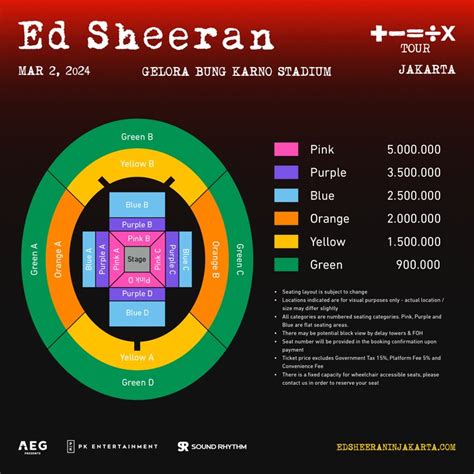 Ed Sheeran
+-=÷x
TOUR
MAR 2, 2024
GELORA BUNG KARNO STADIUM
JAKARTA
Green B
Yellow B
Blue B
Purple B
Pink B
Green A
Orange A
Blue A
Purple A
Pink A
Stage
Pink C
Purple C
Blue C
Orange C
Green C
Pink D
Purple D
Blue D
Yellow A
Green D
Pink 5.000.000
Purple 3.500.000
Blue 2.500.000
Orange 2.000.000
Yellow 1.500.000
Green 900.000
• Seating layout is subject to change
• Locations indicated are for visual purposes only - actual location /
size may differ slightly
• All categories are numbered seating categories. Pink, Purple and
Blue are flat seating areas.
• There may be potential block view by delay towers & FOH
• Seat number will be provided in the booking confirmation upon
payment
• Ticket price excludes Government Tax 15%, Platform Fee 5% and
Convenience Fee
• There is a fixed capacity for wheelchair accessible seats, please
contact us in order to reserve your seat
AEG
PRESENTS
PK ENTERTAINMENT
SR SOUND RHYTHM
EDSHEERANINJAKARTA.COM